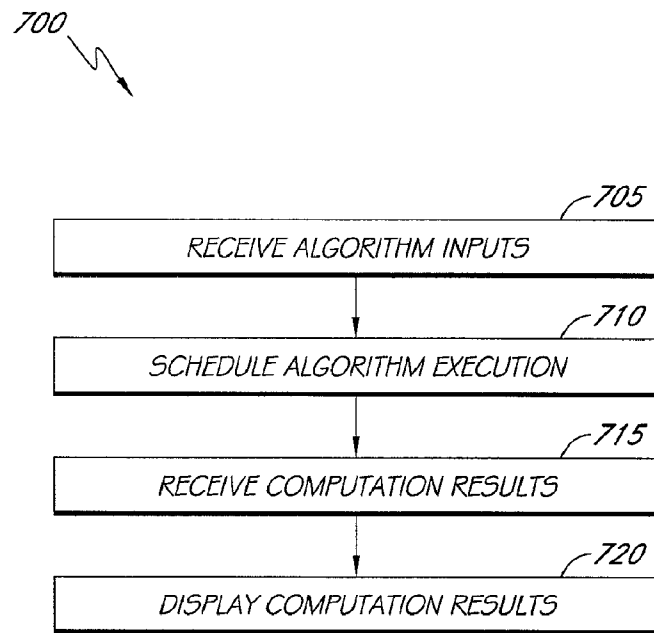 700
705
RECEIVE ALGORITHM INPUTS
710
SCHEDULE ALGORITHM EXECUTION
715
RECEIVE COMPUTATION RESULTS
720
DISPLAY COMPUTATION RESULTS